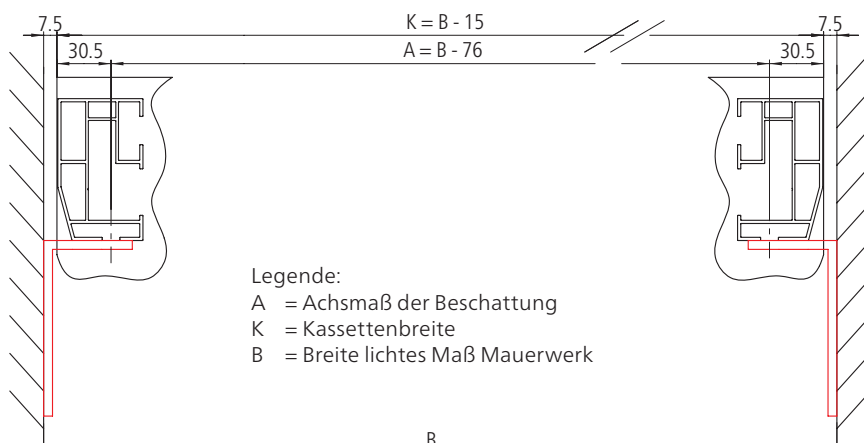 7.5 K = B - 15 7.5
30.5 A = B - 76 30.5
Legende:
A = Achsmaß der Beschattung
K = Kassettenbreite
B = Breite lichtes Maß Mauerwerk
B